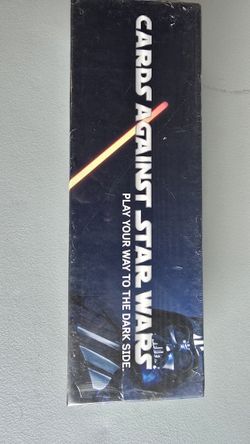 CARDS AGAINST STAR WARS
PLAY YOUR WAY TO THE DARK SIDE.